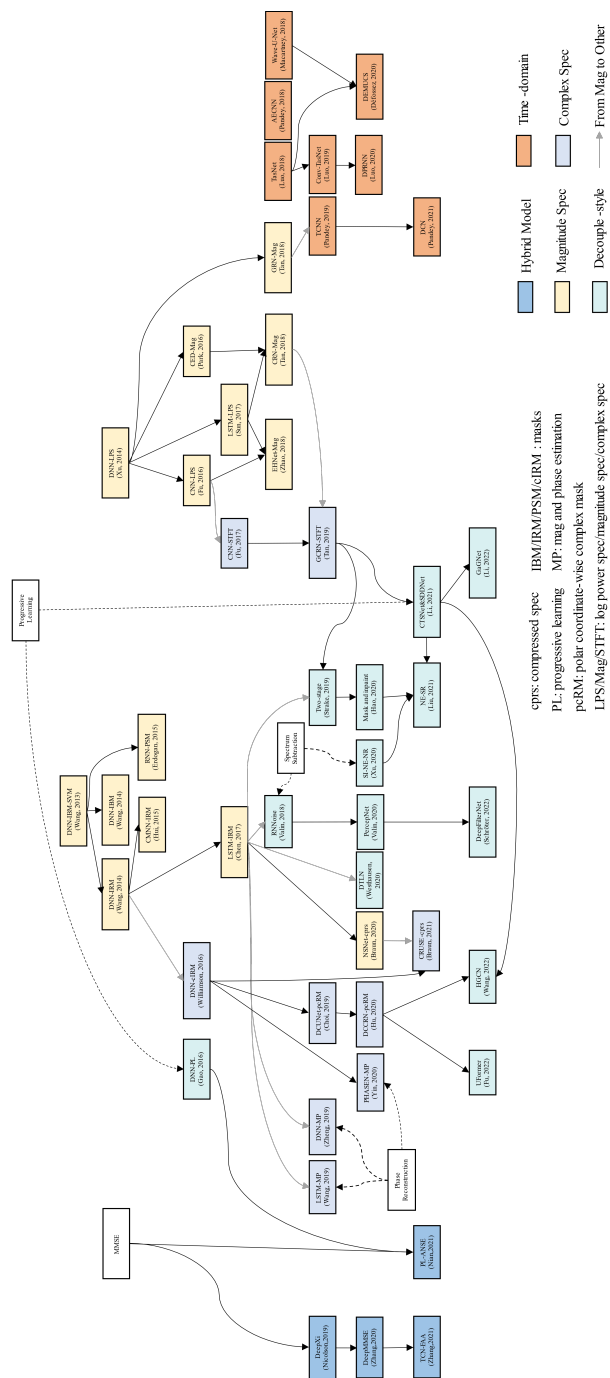 MMSE
DeepXi
(Nicolson,2019)
DeepMMSE
(Zhang,2020)
TCN-FAA
(Zhang,2021)
PL-ANSE
(Nian,2021)
Progressive
Learning
DNN-PL
(Gao, 2016)
Phase
Reconstruction
LSTM-MP
(Wang, 2019)
DNN-MP
(Zheng, 2019)
PHASEN-MP
(Yin, 2020)
DNN-IBM-SVM
(Wang, 2013)
DNN-IRM
(Wang, 2014)
DNN-IBM
(Wang, 2014)
RNN-PSM
(Erdogan, 2015)
CMNN-IRM
(Hui, 2015)
DNN-cIRM
(Williamson, 2016)
DCUNet-pcRM
(Choi, 2019)
DCCRN-pcRM
(Hu, 2020)
UFormer
(Fu, 2022)
HGCN
(Wang, 2022)
LSTM-IRM
(Chen, 2017)
NSNet-cprs
(Braun, 2020)
CRUSE-cprs
(Braun, 2021)
DTLN
(Westhausen,
2020)
RNNoise
(Valin, 2018)
PercepNet
(Valin, 2020)
DeepFilterNet
(Schröter, 2022)
Spectrum
Subtraction
SI-NE-NR
(Xu, 2020)
Two-stage
(Strake, 2019)
Mask and inpaint
(Hao, 2020)
NE-SR
(Liu, 2021)
CTSNet&SDDNet
(Li, 2021)
GaGNet
(Li, 2022)
DNN-LPS
(Xu, 2014)
CNN-LPS
(Fu, 2016)
CED-Mag
(Park, 2016)
CNN-STFT
(Fu, 2017)
LSTM-LPS
(Sun, 2017)
EHNet-Mag
(Zhao, 2018)
CRN-Mag
(Tan, 2018)
GCRN-STFT
(Tan, 2019)
GRN-Mag
(Tan, 2018)
TCNN
(Pandey, 2019)
DCN
(Pandey, 2021)
TasNet
(Luo, 2018)
AECNN
(Pandey, 2018)
Wave-U-Net
(Macartney, 2018)
Conv-TasNet
(Luo, 2019)
DPRNN
(Luo, 2020)
DEMUCS
(Defossez, 2020)
cprs: compressed spec IBM/IRM/PSM/cIRM : masks
PL: progressive learning MP: mag and phase estimation
pcRM: polar coordinate-wise complex mask
LPS/Mag/STFT: log power spec/magnitude spec/complex spec
Hybrid Model
Time -domain
Magnitude Spec
Complex Spec
Decouple -style
From Mag to Other